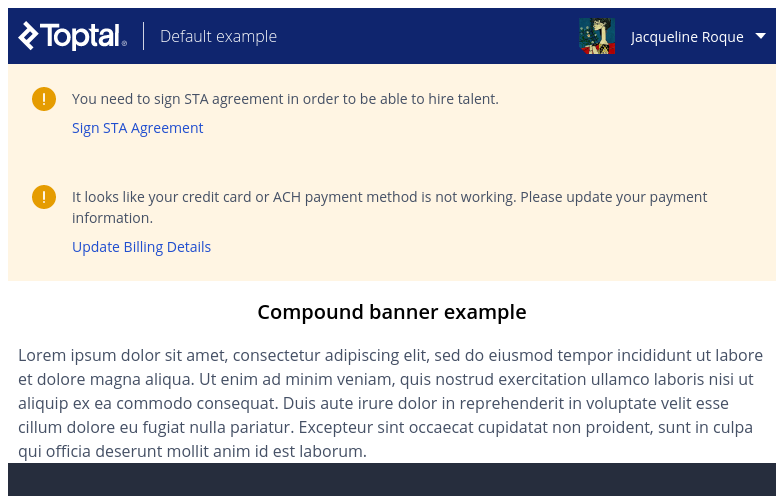 Toptal® Default example Jacqueline Roque
You need to sign STA agreement in order to be able to hire talent.
Sign STA Agreement
It looks like your credit card or ACH payment method is not working. Please update your payment
information.
Update Billing Details
Compound banner example
Lorem ipsum dolor sit amet, consectetur adipiscing elit, sed do eiusmod tempor incididunt ut labore
et dolore magna aliqua. Ut enim ad minim veniam, quis nostrud exercitation ullamco laboris nisi ut
aliquip ex ea commodo consequat. Duis aute irure dolor in reprehenderit in voluptate velit esse
cillum dolore eu fugiat nulla pariatur. Excepteur sint occaecat cupidatat non proident, sunt in culpa
qui officia deserunt mollit anim id est laborum.